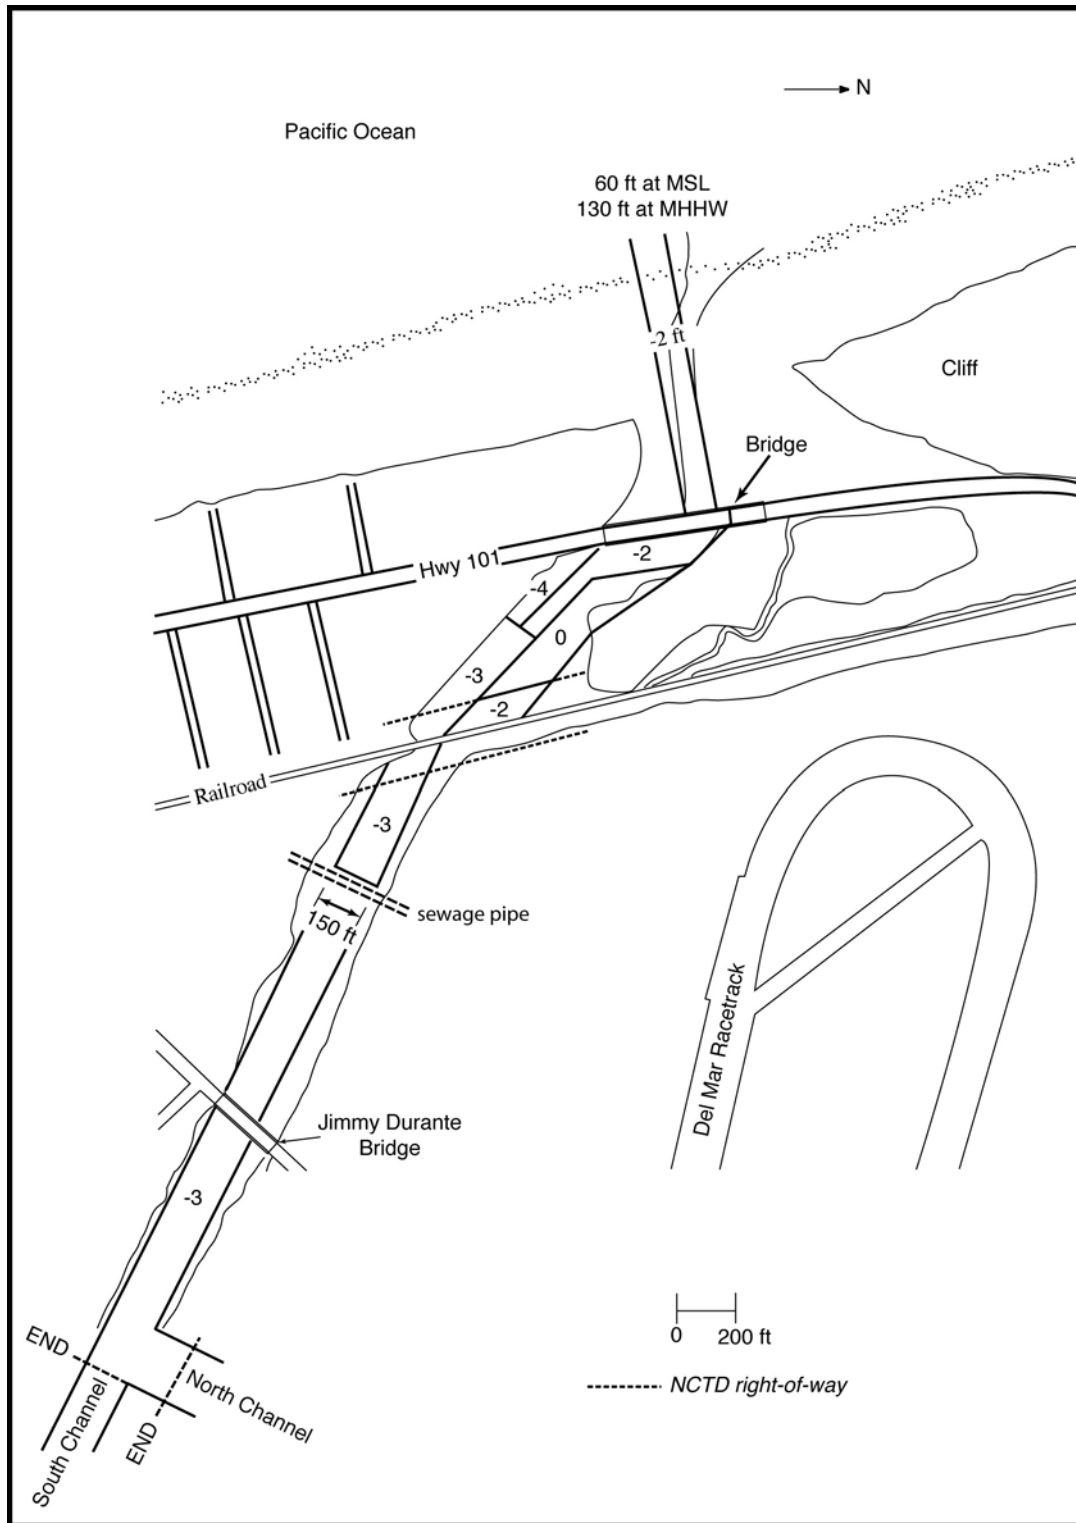 N
Pacific Ocean
60 ft at MSL
130 ft at MHHW
-2 ft
Cliff
Bridge
Hwy 101
-2
-4
0
-3
-2
Railroad
-3
sewage pipe
150 ft
Del Mar Racetrack
Jimmy Durante
Bridge
-3
0 200 ft
END
North Channel
NCTD right-of-way
South Channel
END